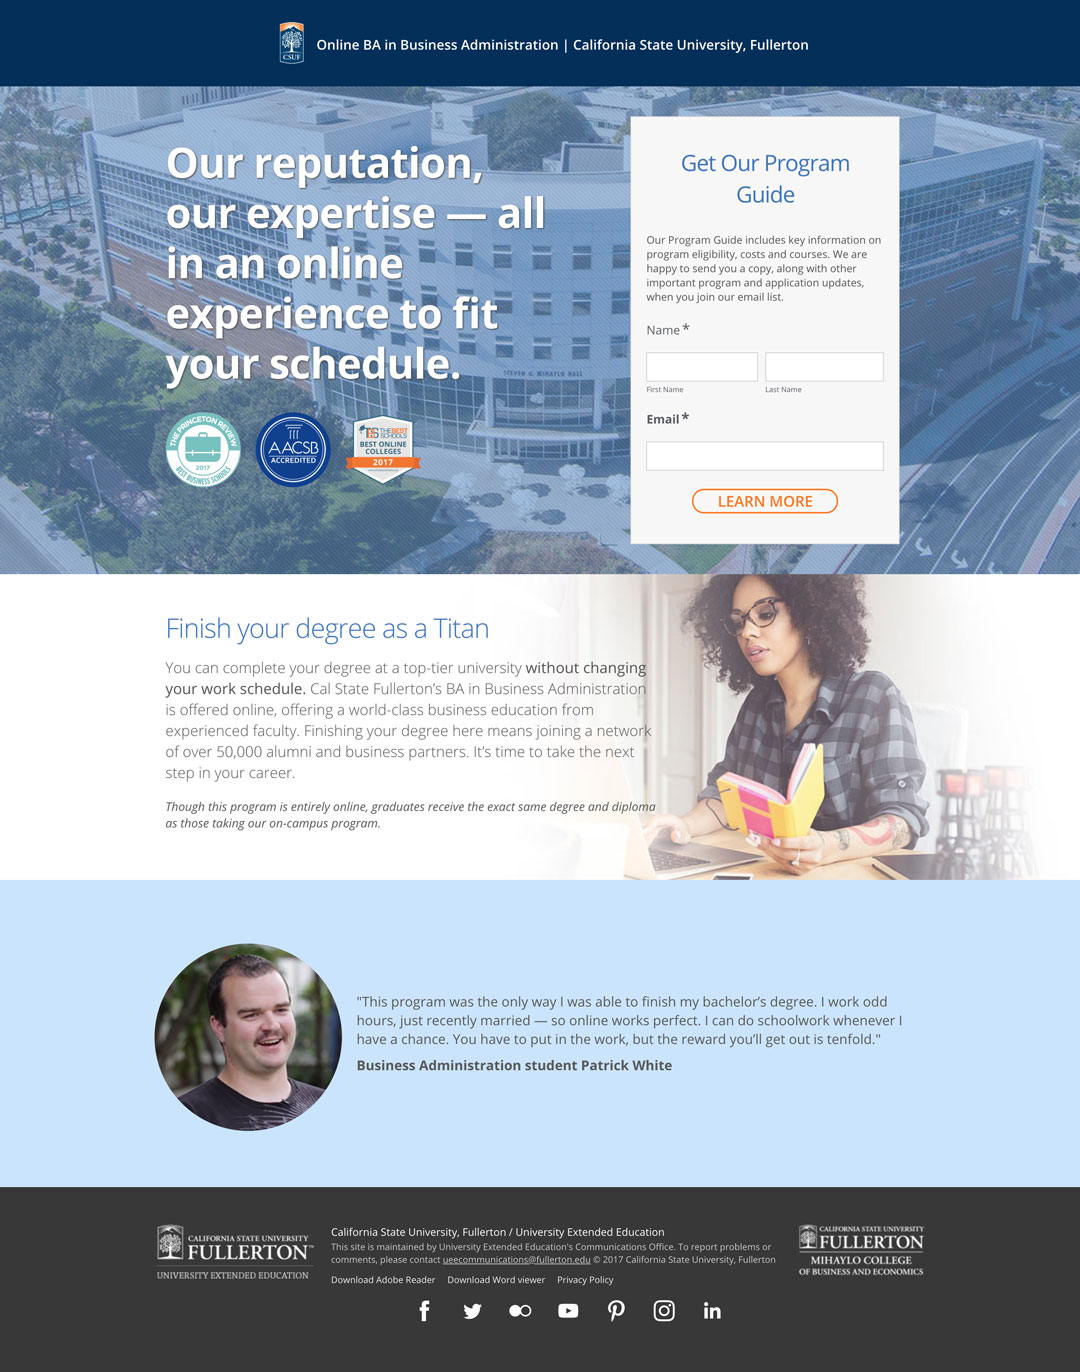 CSUF
Online BA in Business Administration | California State University, Fullerton
Our reputation,
our expertise — all
in an online
experience to fit
your schedule.
STEVEN G. MIHAYLO HALL
THE PRINCETON REVIEW
2017
BEST BUSINESS SCHOOLS
AACSB
ACCREDITED
TBS THE BEST
SCHOOLS
BEST ONLINE
COLLEGES
2017
Get Our Program
Guide
Our Program Guide includes key information on
program eligibility, costs and courses. We are
happy to send you a copy, along with other
important program and application updates,
when you join our email list.
Name *
First Name
Last Name
Email *
LEARN MORE
Finish your degree as a Titan
You can complete your degree at a top-tier university without changing
your work schedule. Cal State Fullerton’s BA in Business Administration
is offered online, offering a world-class business education from
experienced faculty. Finishing your degree here means joining a network
of over 50,000 alumni and business partners. It’s time to take the next
step in your career.
Though this program is entirely online, graduates receive the exact same degree and diploma
as those taking our on-campus program.
"This program was the only way I was able to finish my bachelor’s degree. I work odd
hours, just recently married — so online works perfect. I can do schoolwork whenever I
have a chance. You have to put in the work, but the reward you’ll get out is tenfold."
Business Administration student Patrick White
CALIFORNIA STATE UNIVERSITY
FULLERTON™
UNIVERSITY EXTENDED EDUCATION
California State University, Fullerton / University Extended Education
This site is maintained by University Extended Education's Communications Office. To report problems or
comments, please contact ueecommunications@fullerton.edu © 2017 California State University, Fullerton
Download Adobe Reader Download Word viewer Privacy Policy
CALIFORNIA STATE UNIVERSITY
FULLERTON
MIHAYLO COLLEGE
OF BUSINESS AND ECONOMICS